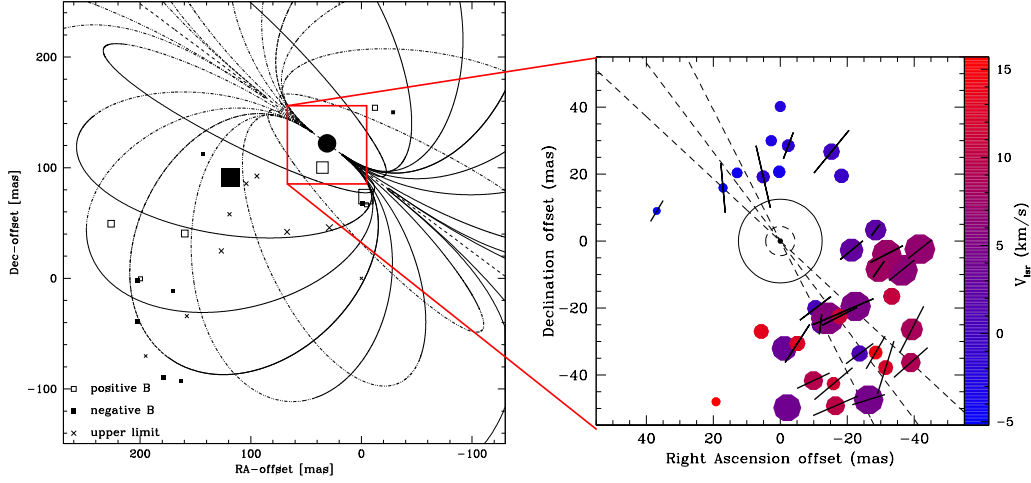 200
100
0
−100
Dec-offset [mas]
200
100
0
−100
RA-offset [mas]
positive B
negative B
upper limit
40
20
0
−20
−40
Declination offset (mas)
40
20
0
−20
−40
Right Ascension offset (mas)
15
10
5
0
−5
Vlsr (km/s)